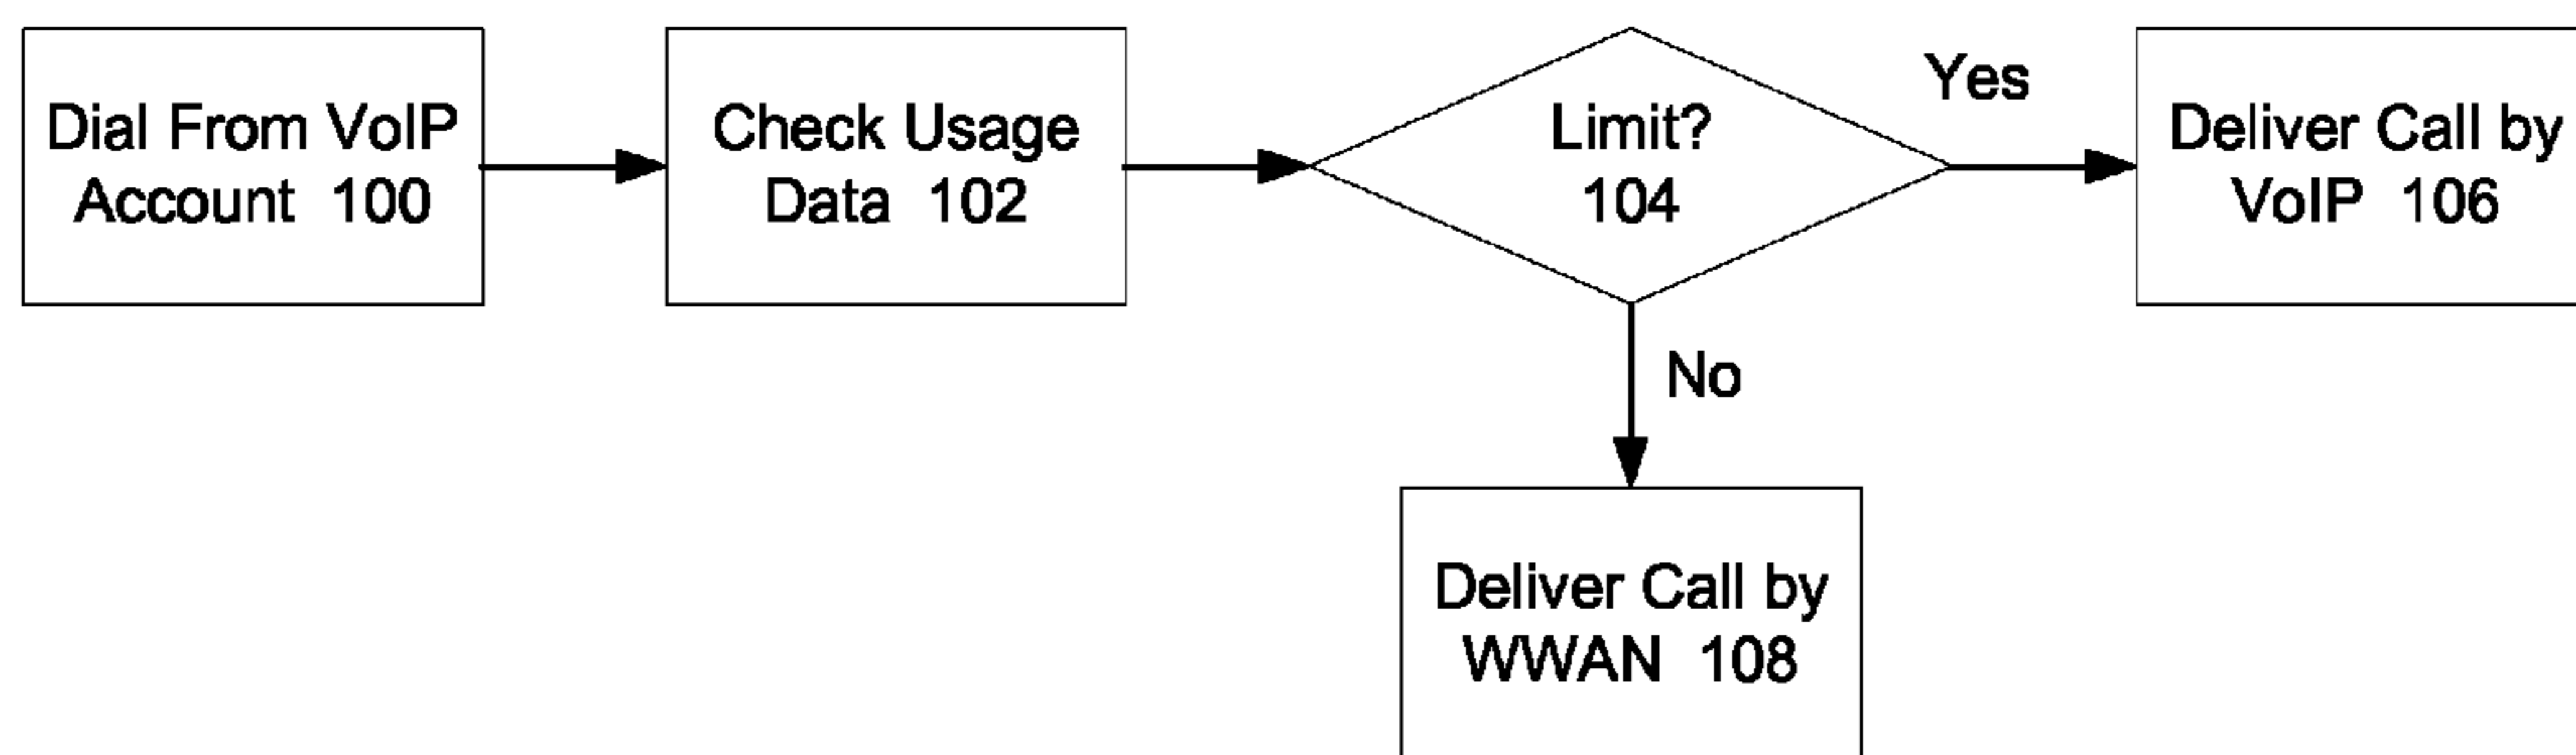 Dial From VoIP
Account 100
Check Usage
Data 102
Limit?
104
Yes
Deliver Call by
VoIP 106
No
Deliver Call by
WWAN 108